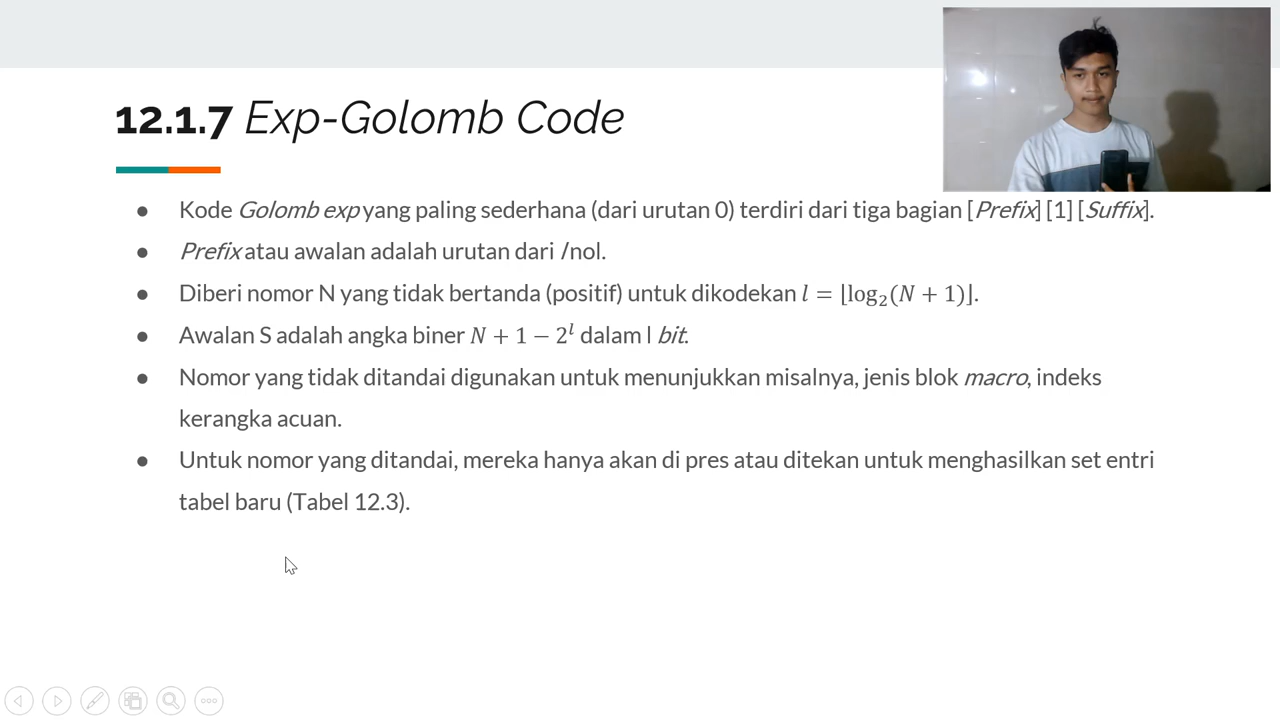 12.1.7 Exp-Golomb Code
● Kode Golomb exp yang paling sederhana (dari urutan 0) terdiri dari tiga bagian [Prefix] [1] [Suffix].
● Prefix atau awalan adalah urutan dari lnol.
● Diberi nomor N yang tidak bertanda (positif) untuk dikodekan l = ⌊log₂(N + 1)⌋.
● Awalan S adalah angka biner N + 1 − 2ˡ dalam l bit.
● Nomor yang tidak ditandai digunakan untuk menunjukkan misalnya, jenis blok macro, indeks
kerangka acuan.
● Untuk nomor yang ditandai, mereka hanya akan di pres atau ditekan untuk menghasilkan set entri
tabel baru (Tabel 12.3).